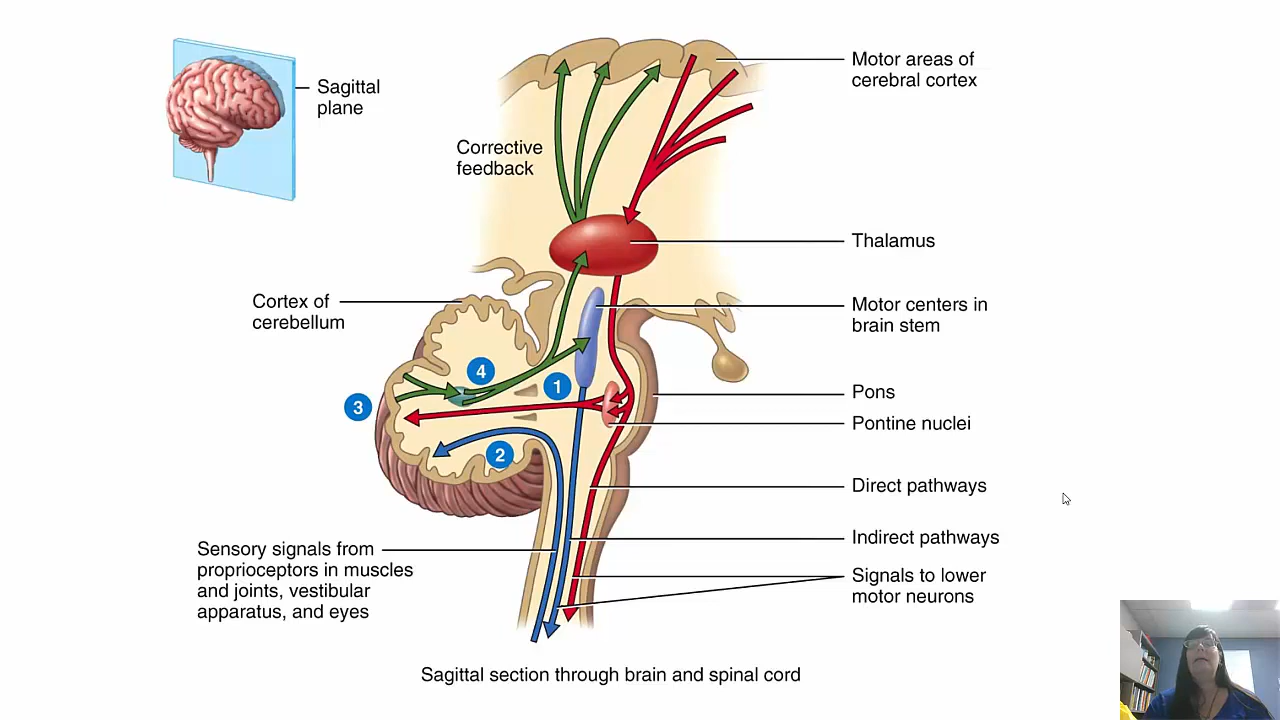 Sagittal
plane
Corrective
feedback
Motor areas of
cerebral cortex
Thalamus
Cortex of
cerebellum
Motor centers in
brain stem
4
1
3
2
Pons
Pontine nuclei
Direct pathways
Indirect pathways
Sensory signals from
proprioceptors in muscles
and joints, vestibular
apparatus, and eyes
Signals to lower
motor neurons
Sagittal section through brain and spinal cord